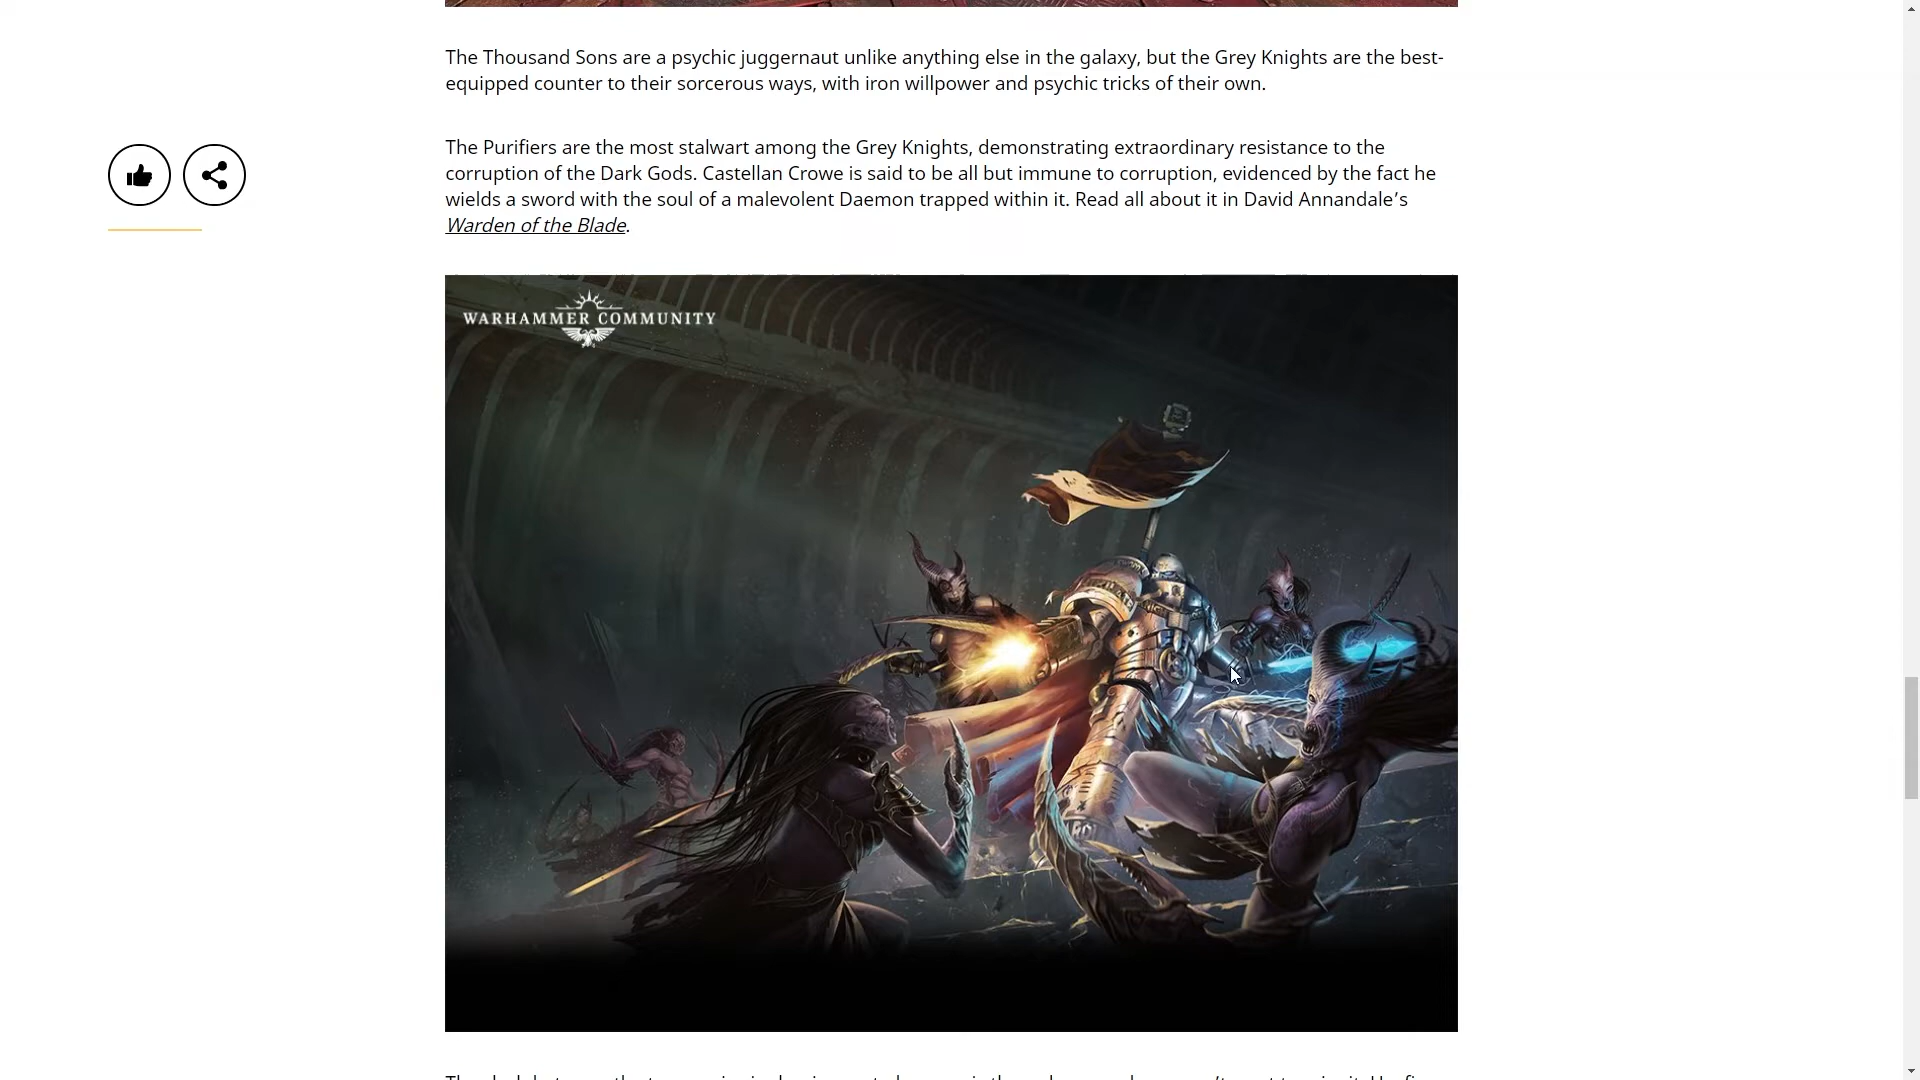 The Thousand Sons are a psychic juggernaut unlike anything else in the galaxy, but the Grey Knights are the best-
equipped counter to their sorcerous ways, with iron willpower and psychic tricks of their own.
The Purifiers are the most stalwart among the Grey Knights, demonstrating extraordinary resistance to the
corruption of the Dark Gods. Castellan Crowe is said to be all but immune to corruption, evidenced by the fact he
wields a sword with the soul of a malevolent Daemon trapped within it. Read all about it in David Annandale’s
Warden of the Blade.
WARHAMMER COMMUNITY